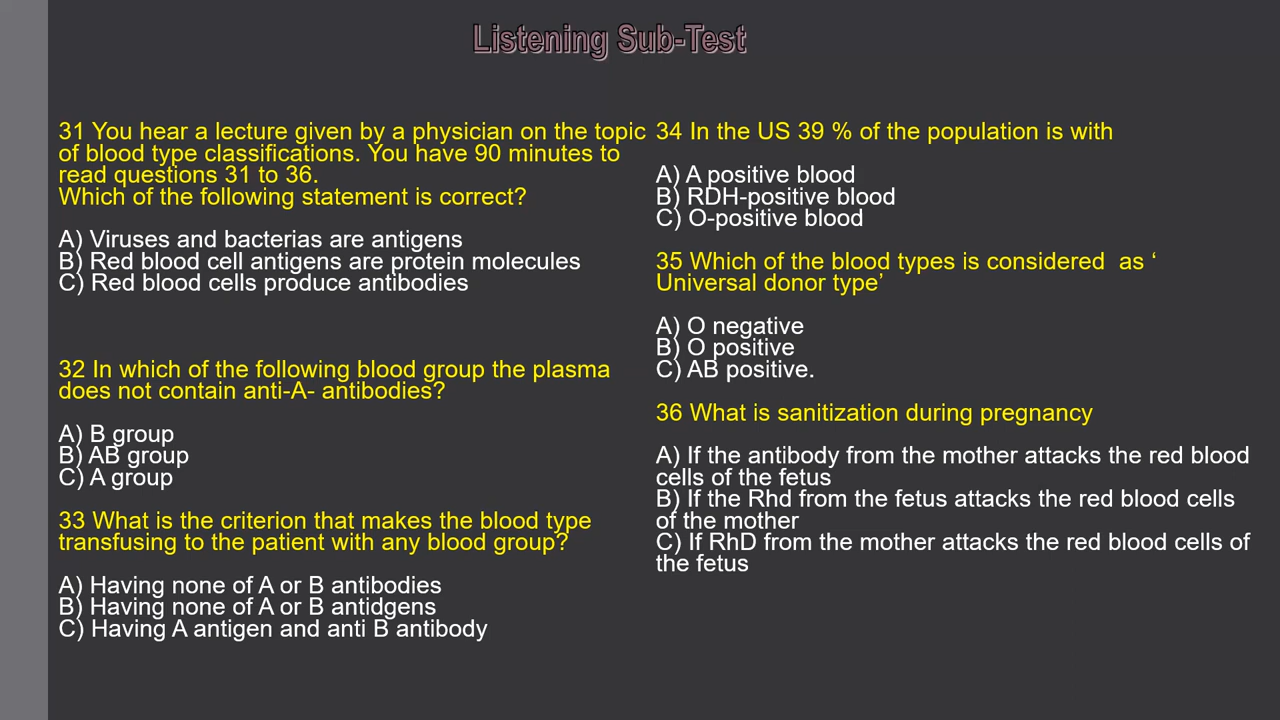 Listening Sub-Test
31 You hear a lecture given by a physician on the topic
of blood type classifications. You have 90 minutes to
read questions 31 to 36.
Which of the following statement is correct?
A) Viruses and bacterias are antigens
B) Red blood cell antigens are protein molecules
C) Red blood cells produce antibodies
32 In which of the following blood group the plasma
does not contain anti-A- antibodies?
A) B group
B) AB group
C) A group
33 What is the criterion that makes the blood type
transfusing to the patient with any blood group?
A) Having none of A or B antibodies
B) Having none of A or B antidgens
C) Having A antigen and anti B antibody
34 In the US 39 % of the population is with
A) A positive blood
B) RDH-positive blood
C) O-positive blood
35 Which of the blood types is considered  as ‘
Universal donor type’
A) O negative
B) O positive
C) AB positive.
36 What is sanitization during pregnancy
A) If the antibody from the mother attacks the red blood
cells of the fetus
B) If the Rhd from the fetus attacks the red blood cells
of the mother
C) If RhD from the mother attacks the red blood cells of
the fetus